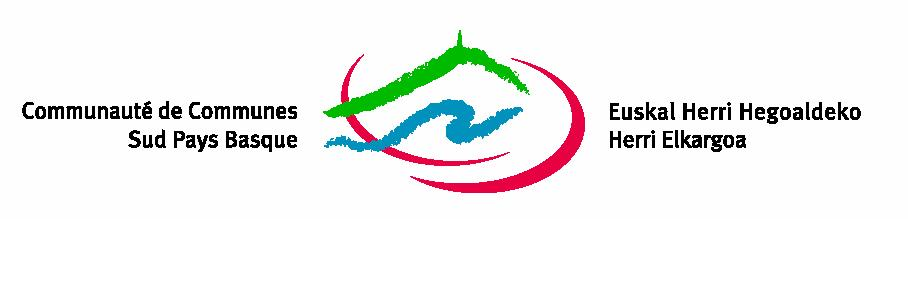 Communauté de Communes
Sud Pays Basque
Euskal Herri Hegoaldeko
Herri Elkargoa